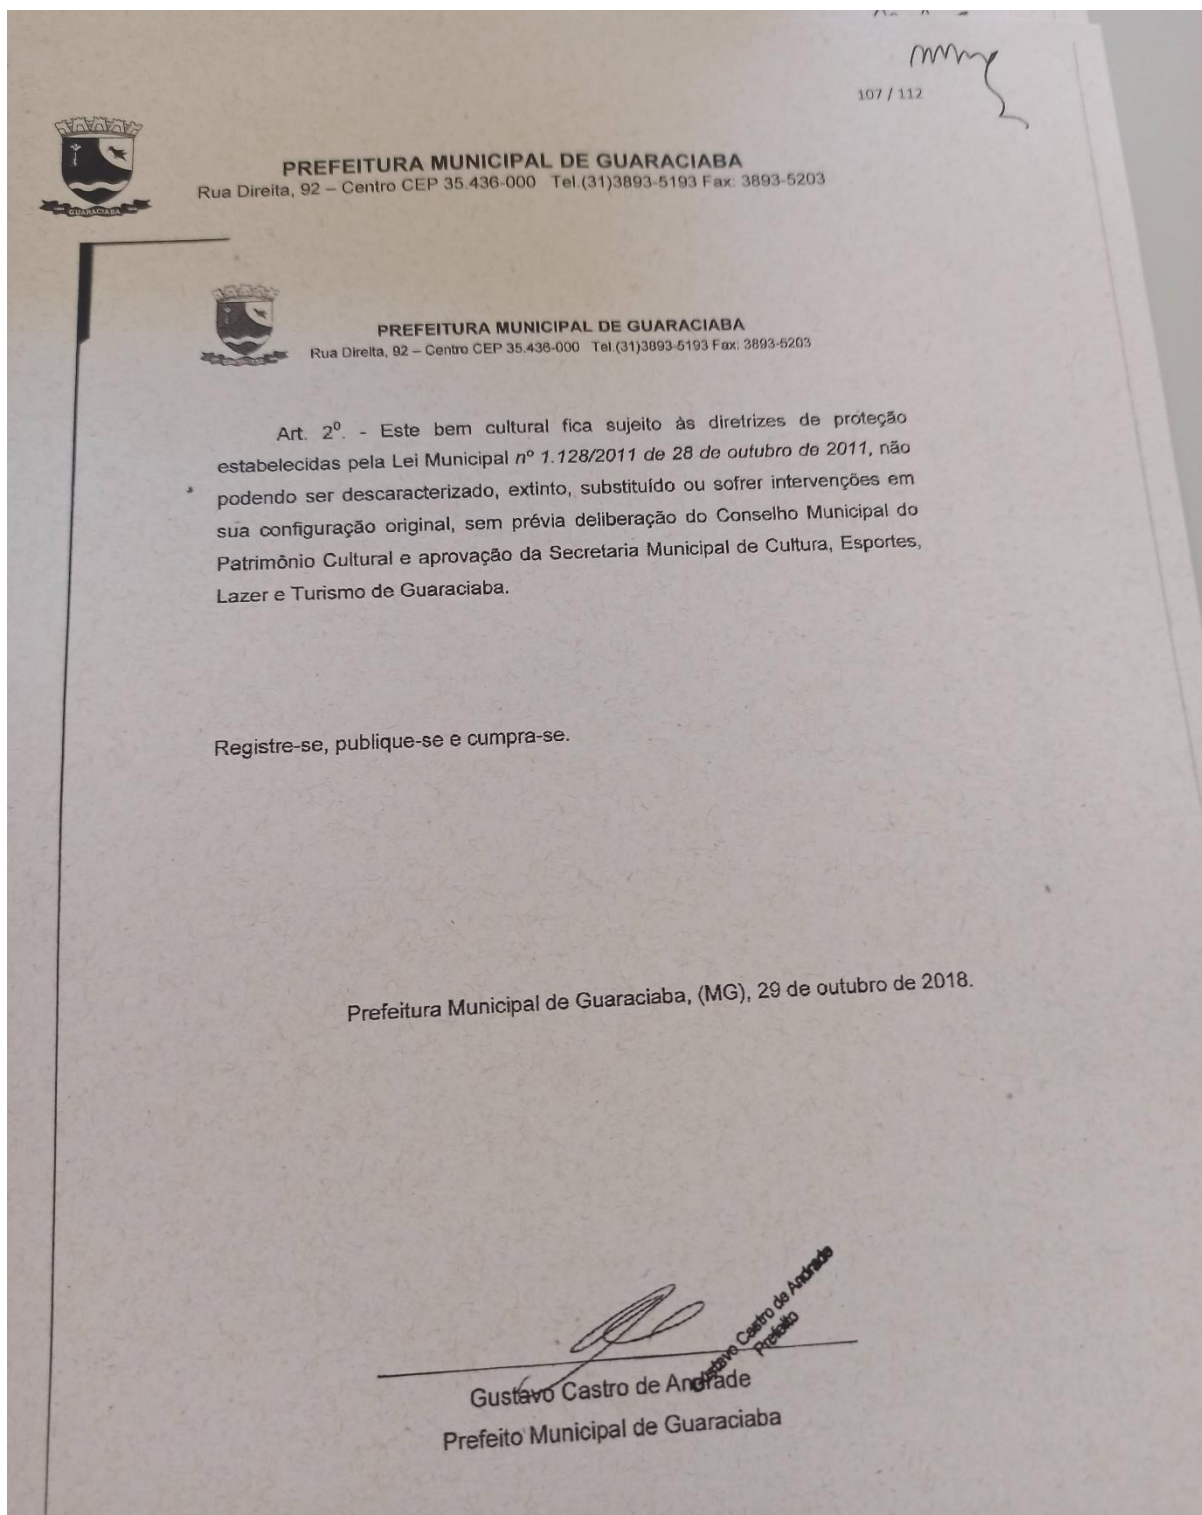 107 / 112
PREFEITURA MUNICIPAL DE GUARACIABA
Rua Direita, 92 – Centro CEP 35.436-000 Tel.(31)3893-5193 Fax: 3893-5203
GUARACIABA
PREFEITURA MUNICIPAL DE GUARACIABA
Rua Direita, 92 – Centro CEP 35.436-000 Tel.(31)3893-5193 Fax: 3893-5203
Art. 2º. - Este bem cultural fica sujeito às diretrizes de proteção
estabelecidas pela Lei Municipal nº 1.128/2011 de 28 de outubro de 2011, não
podendo ser descaracterizado, extinto, substituído ou sofrer intervenções em
sua configuração original, sem prévia deliberação do Conselho Municipal do
Patrimônio Cultural e aprovação da Secretaria Municipal de Cultura, Esportes,
Lazer e Turismo de Guaraciaba.
Registre-se, publique-se e cumpra-se.
Prefeitura Municipal de Guaraciaba, (MG), 29 de outubro de 2018.
Gustavo Castro de Andrade
Prefeito
Gustavo Castro de Andrade
Prefeito Municipal de Guaraciaba